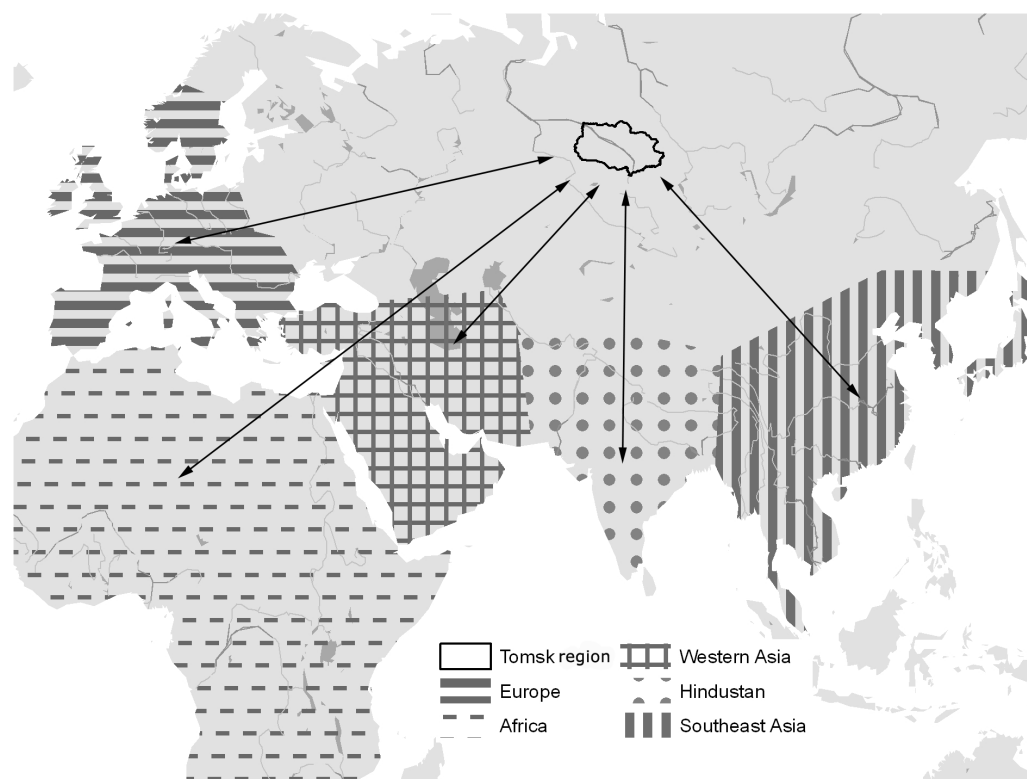 Tomsk region
Europe
Africa
Western Asia
Hindustan
Southeast Asia